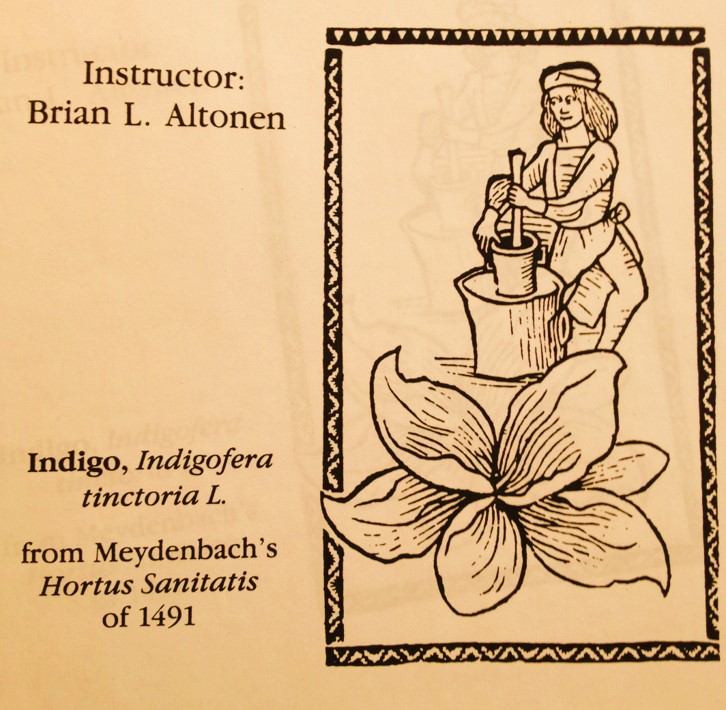 Instructor:
Brian L. Altonen
Indigo, Indigofera
tinctoria L.
from Meydenbach's
Hortus Sanitatis
of 1491